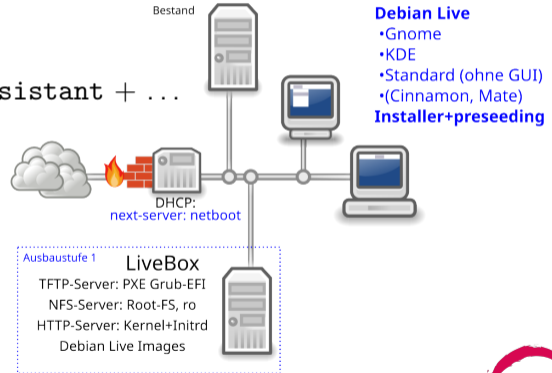 Bestand
Debian Live
•Gnome
•KDE
•Standard (ohne GUI)
•(Cinnamon, Mate)
Installer+preseeding
sistant + ...
DHCP:
next-server: netboot
Ausbaustufe 1
LiveBox
TFTP-Server: PXE Grub-EFI
NFS-Server: Root-FS, ro
HTTP-Server: Kernel+Initrd
Debian Live Images